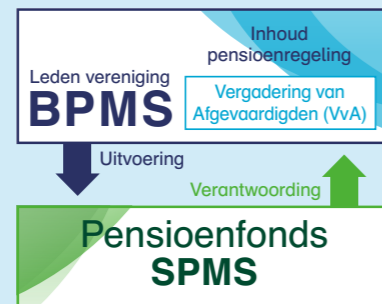 Inhoud
pensioenregeling
Leden vereniging
BPMS
Vergadering van
Afgevaardigden (VvA)
Uitvoering
Verantwoording
Pensioenfonds
SPMS